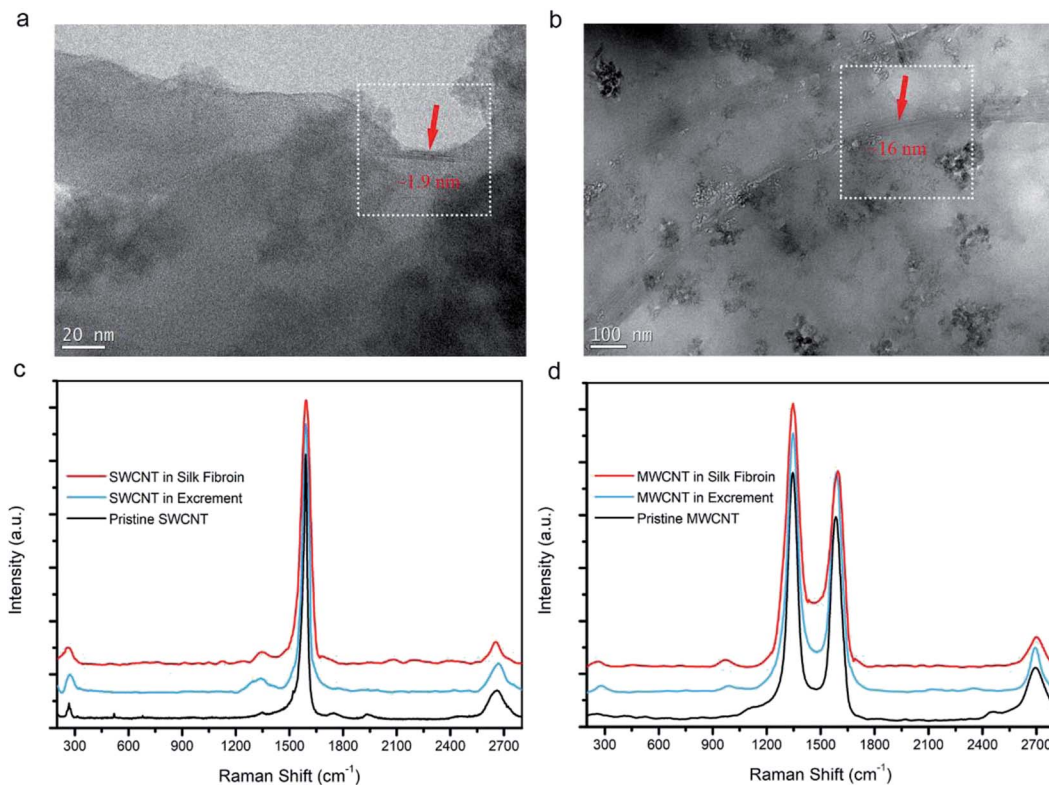 a
b
~1.9 nm
~16 nm
20 nm
100 nm
c
d
SWCNT in Silk Fibroin
SWCNT in Excrement
Pristine SWCNT
Intensity (a.u.)
300 600 900 1200 1500 1800 2100 2400 2700
Raman Shift (cm⁻¹)
MWCNT in Silk Fibroin
MWCNT in Excrement
Pristine MWCNT
Intensity (a.u.)
300 600 900 1200 1500 1800 2100 2400 2700
Raman Shift (cm⁻¹)